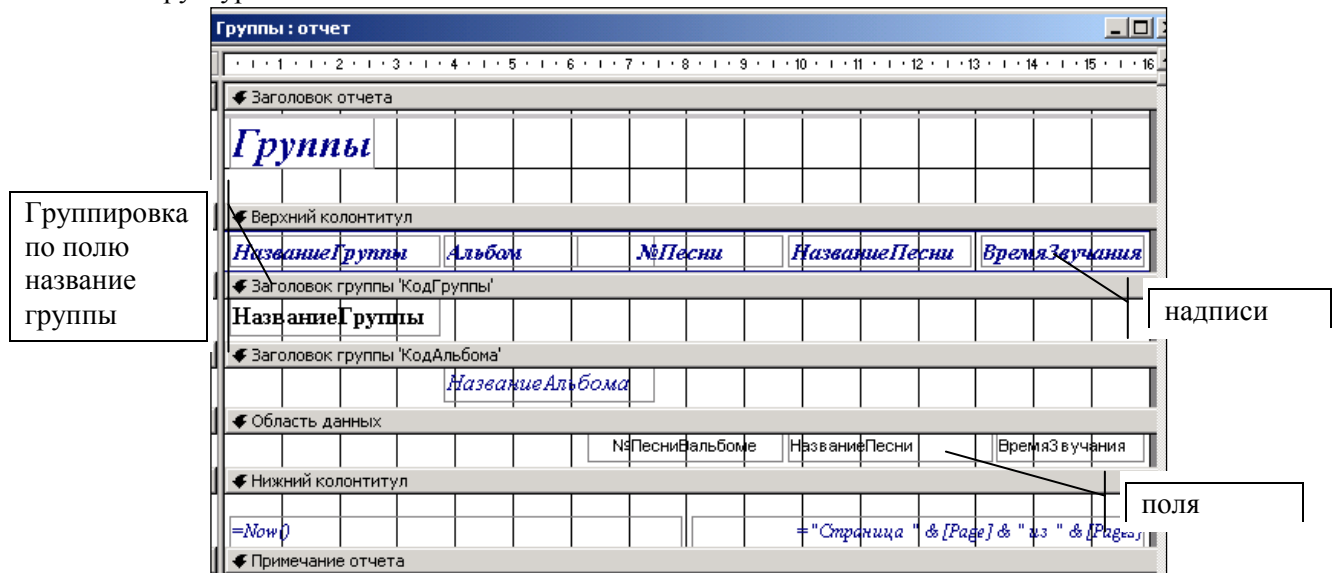 Группы : отчет
1 2 3 4 5 6 7 8 9 10 11 12 13 14 15 16
Заголовок отчета
Группы
Верхний колонтитул
НазваниеГруппы Альбом №Песни НазваниеПесни ВремяЗвучания
Заголовок группы 'КодГруппы'
НазваниеГруппы
Заголовок группы 'КодАльбома'
НазваниеАльбома
Область данных
№ПесниВальбоме НазваниеПесни ВремяЗвучания
Нижний колонтитул
=Now() ="Страница " & [Page] & " из " & [Pages]
Примечание отчета
Группировка
по полю
название
группы
надписи
поля